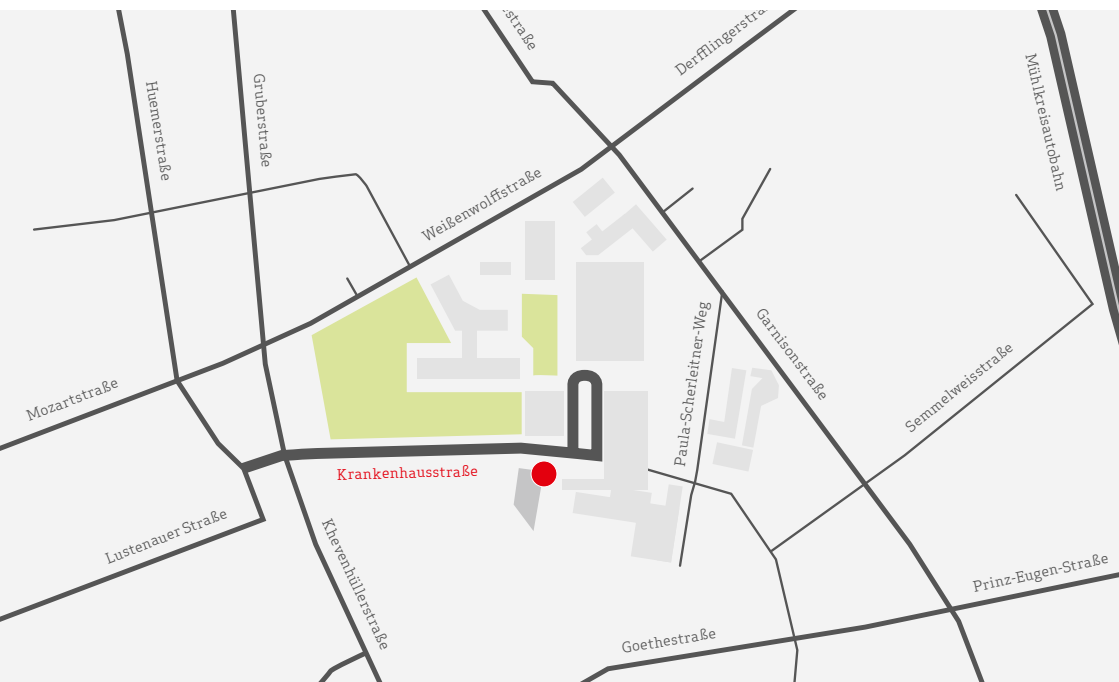 straße
Derfflingerstra
Mühlkreisautobahn
Huemerstraße
Gruberstraße
Weißenwolffstraße
Mozartstraße
Paula-Scherleitner-Weg
Garnisonstraße
Semmelweisstraße
Krankenhausstraße
Lustenauer Straße
Khevenhüllerstraße
Prinz-Eugen-Straße
Goethestraße